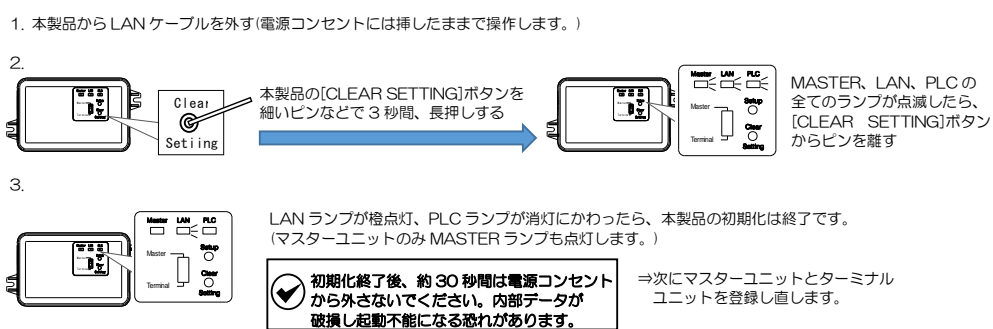 1. 本製品から LAN ケーブルを外す(電源コンセントには挿したままで操作します。)
2.
Master LAN PLC
Clear
Setiing
本製品の[CLEAR SETTING]ボタンを
細いピンなどで 3 秒間、長押しする
Master LAN PLC
Master
Terminal
Setup
Clear
Setting
MASTER、LAN、PLC の
全てのランプが点滅したら、
[CLEAR SETTING]ボタン
からピンを離す
3.
Master LAN PLC
Master
Terminal
Setup
Clear
Setting
LAN ランプが橙点灯、PLC ランプが消灯にかわったら、本製品の初期化は終了です。
(マスターユニットのみ MASTER ランプも点灯します。)
初期化終了後、約 30 秒間は電源コンセント
から外さないでください。内部データが
破損し起動不能になる恐れがあります。
⇒次にマスターユニットとターミナル
ユニットを登録し直します。